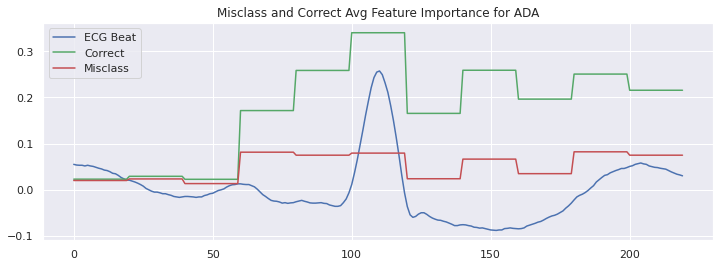 Misclass and Correct Avg Feature Importance for ADA
ECG Beat
Correct
Misclass
0.3
0.2
0.1
0.0
−0.1
0
50
100
150
200